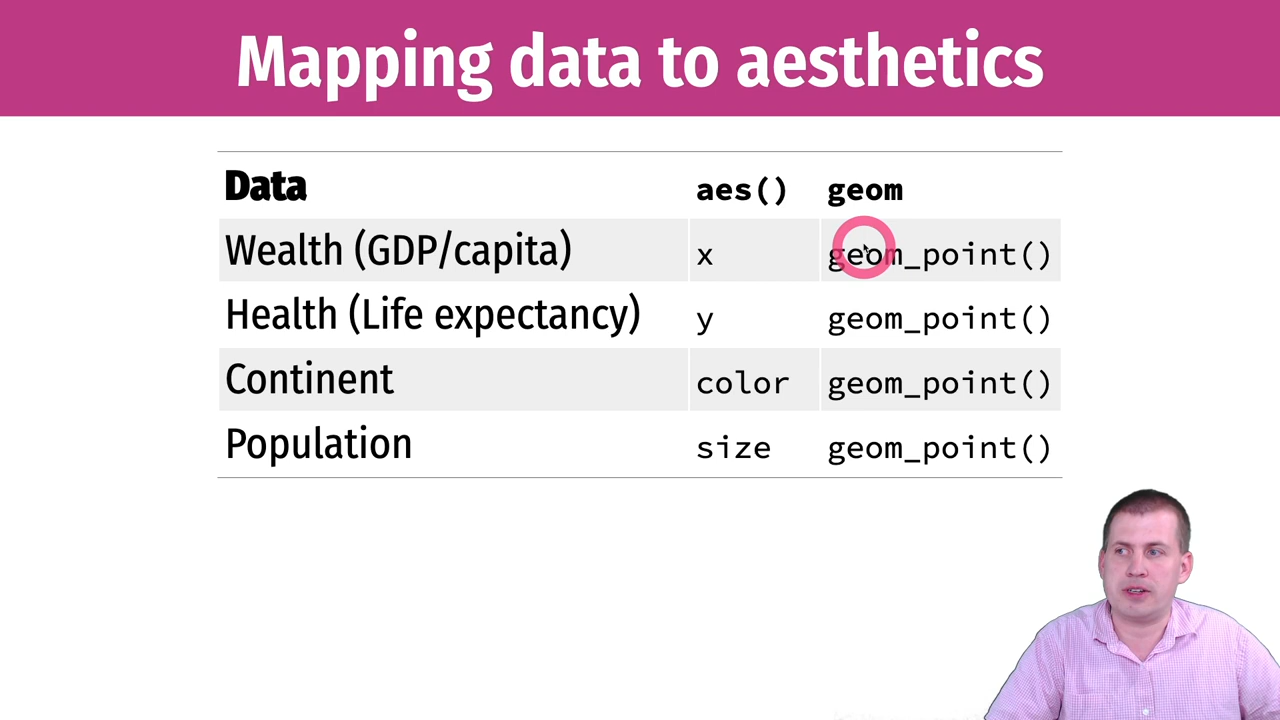 Mapping data to aesthetics
Data aes() geom
Wealth (GDP/capita) x geom_point()
Health (Life expectancy) y geom_point()
Continent color geom_point()
Population size geom_point()